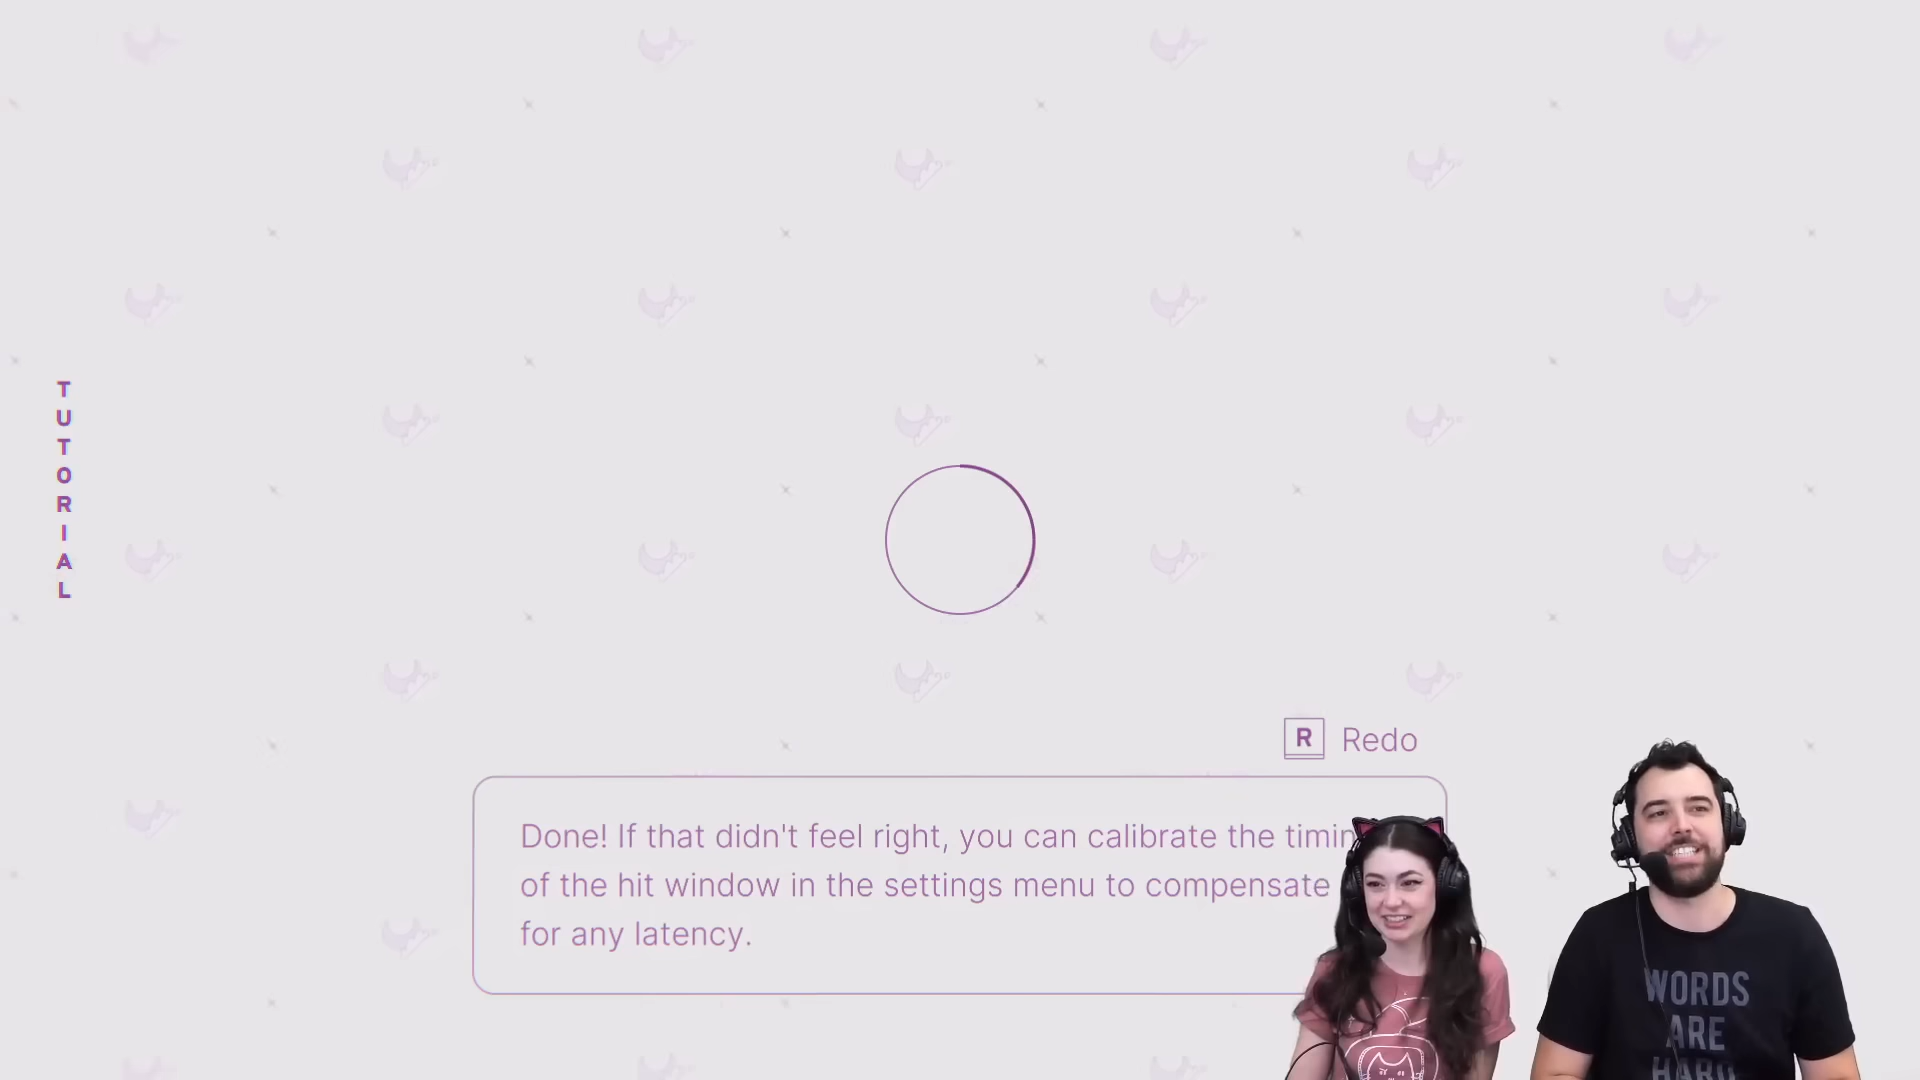 TUTORIAL
R Redo
Done! If that didn't feel right, you can calibrate the timin
of the hit window in the settings menu to compensate
for any latency.
WORDS
ARE
HARD